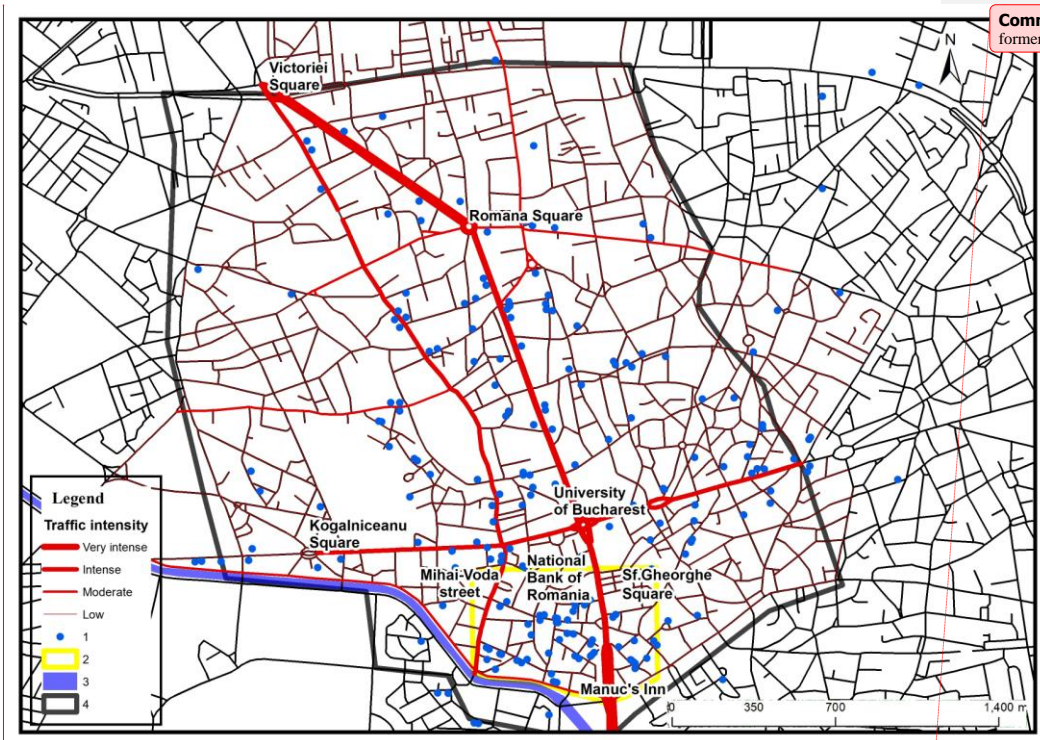 Comm
former
N
Victoriei
Square
Romana Square
University
of Bucharest
Kogalniceanu
Square
Mihai-Voda
street
National
Bank of
Romania
Sf.Gheorghe
Square
Manuc's Inn
Legend
Traffic intensity
Very intense
Intense
Moderate
Low
1
2
3
4
0 350 700 1,400 m